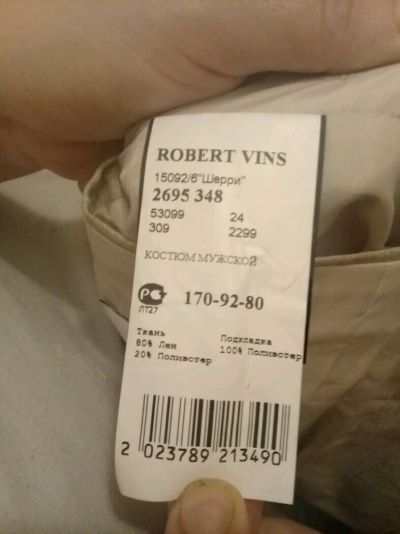 ROBERT VINS
15092/6"Шерри"
2695 348
53099 24
309 2299
КОСТЮМ МУЖСКОЙ
РС 170-92-80
ЛТ27
Ткань Подкладка
80% Лен 100% Полиэстер
20% Полиэстер
2 023789 213490